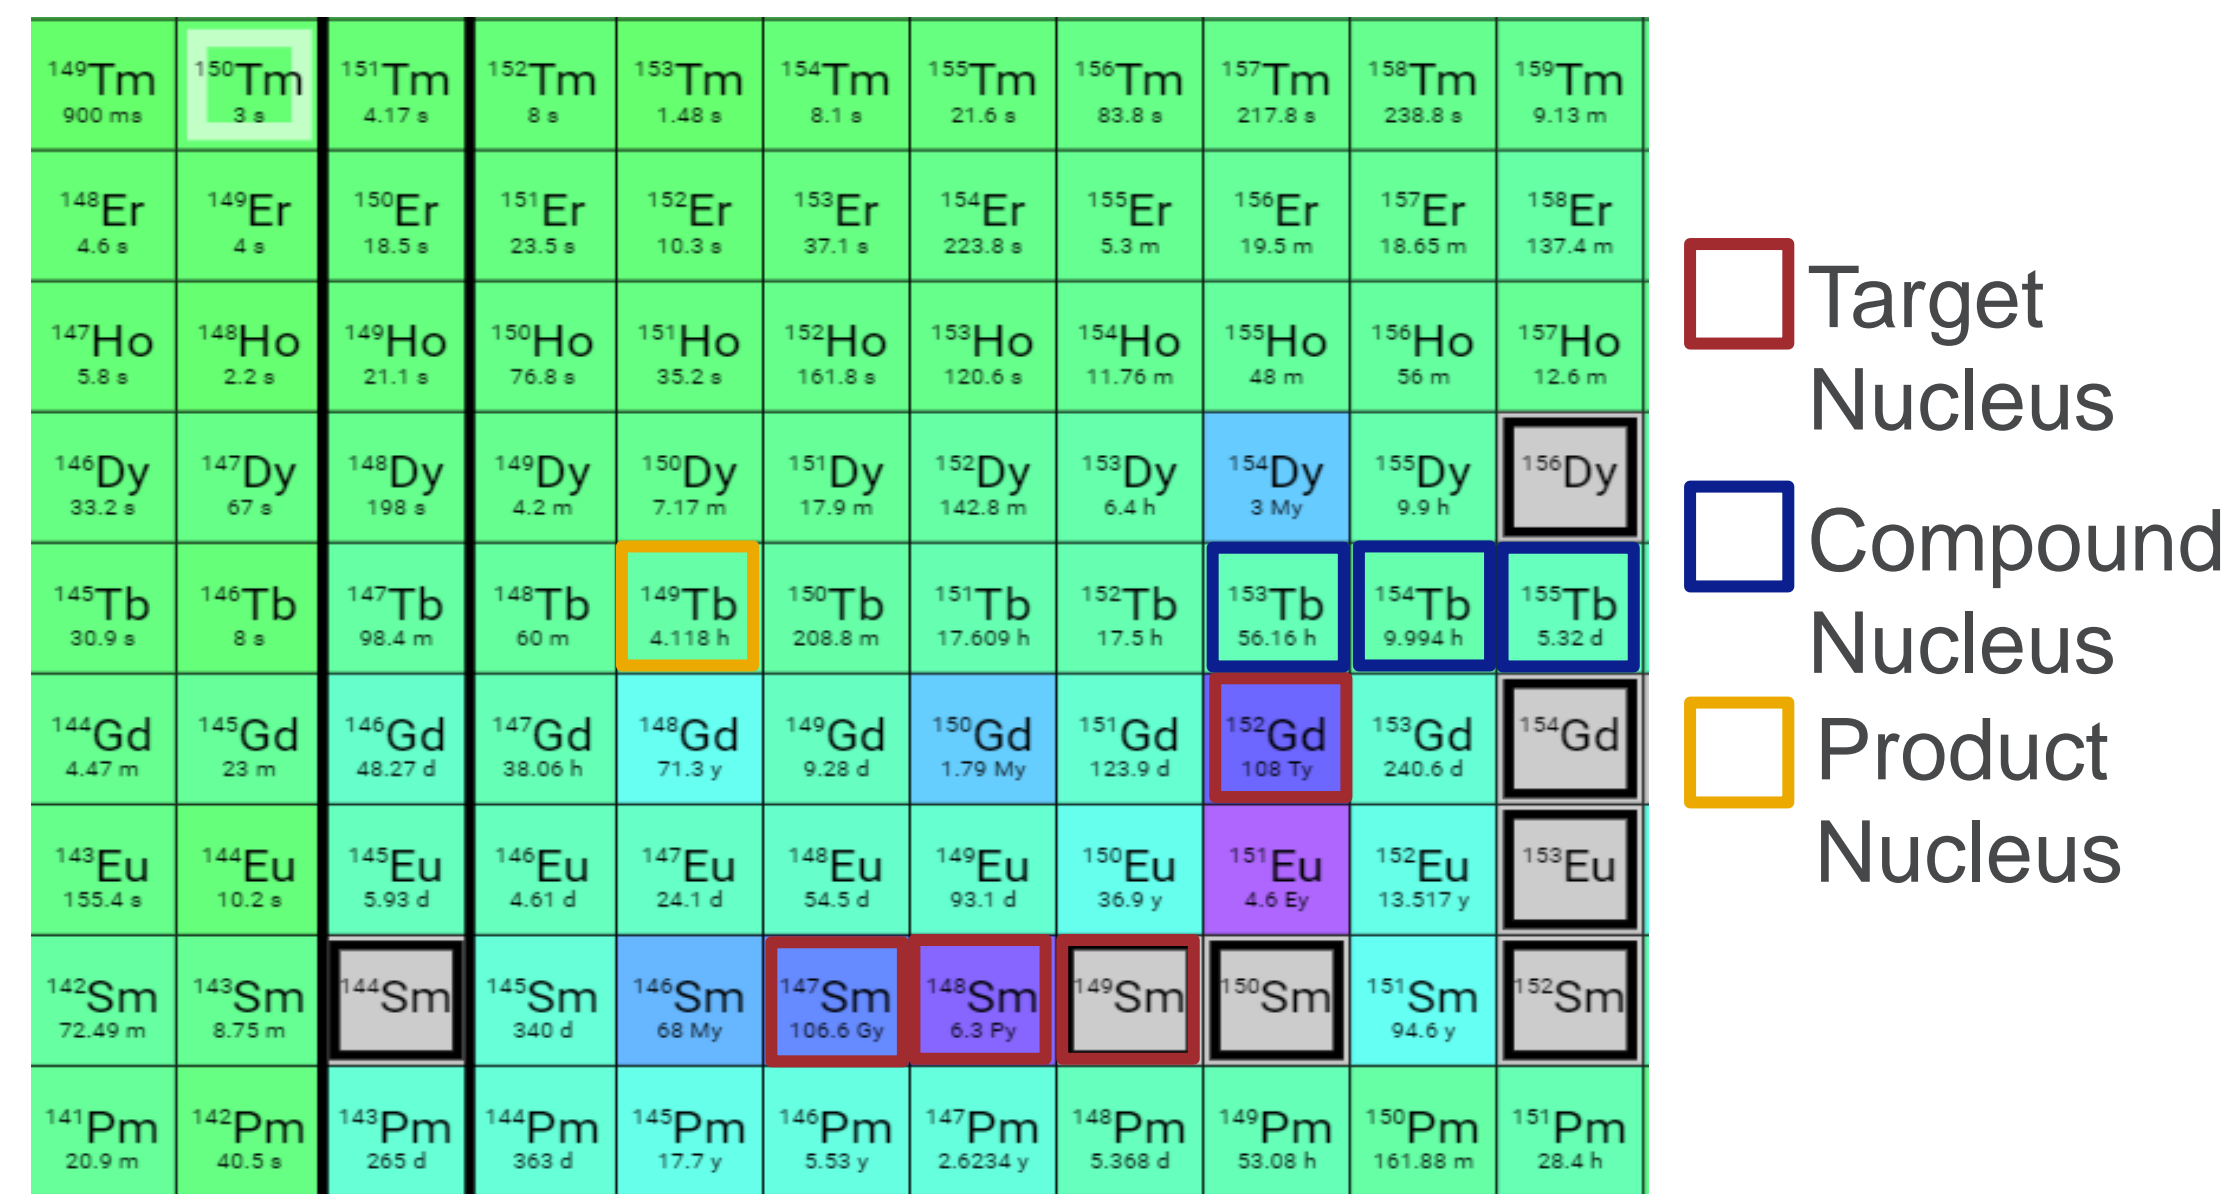 149Tm 150Tm 151Tm 152Tm 153Tm 154Tm 155Tm 156Tm 157Tm 158Tm 159Tm
900 ms 3 s 4.17 s 8 s 1.48 s 8.1 s 21.6 s 83.8 s 217.8 s 238.8 s 9.13 m
148Er 149Er 150Er 151Er 152Er 153Er 154Er 155Er 156Er 157Er 158Er
4.6 s 4 s 18.5 s 23.5 s 10.3 s 37.1 s 223.8 s 5.3 m 19.5 m 18.65 m 137.4 m
147Ho 148Ho 149Ho 150Ho 151Ho 152Ho 153Ho 154Ho 155Ho 156Ho 157Ho
5.8 s 2.2 s 21.1 s 76.8 s 35.2 s 161.8 s 120.6 s 11.76 m 48 m 56 m 12.6 m
146Dy 147Dy 148Dy 149Dy 150Dy 151Dy 152Dy 153Dy 154Dy 155Dy 156Dy
33.2 s 67 s 198 s 4.2 m 7.17 m 17.9 m 142.8 m 6.4 h 3 My 9.9 h
145Tb 146Tb 147Tb 148Tb 149Tb 150Tb 151Tb 152Tb 153Tb 154Tb 155Tb
30.9 s 8 s 98.4 m 60 m 4.118 h 208.8 m 17.609 h 17.5 h 56.16 h 9.994 h 5.32 d
144Gd 145Gd 146Gd 147Gd 148Gd 149Gd 150Gd 151Gd 152Gd 153Gd 154Gd
4.47 m 23 m 48.27 d 38.06 h 71.3 y 9.28 d 1.79 My 123.9 d 108 Ty 240.6 d
143Eu 144Eu 145Eu 146Eu 147Eu 148Eu 149Eu 150Eu 151Eu 152Eu 153Eu
155.4 s 10.2 s 5.93 d 4.61 d 24.1 d 54.5 d 93.1 d 36.9 y 4.6 Ey 13.517 y
142Sm 143Sm 144Sm 145Sm 146Sm 147Sm 148Sm 149Sm 150Sm 151Sm 152Sm
72.49 m 8.75 m 340 d 68 My 106.6 Gy 6.3 Py 94.6 y
141Pm 142Pm 143Pm 144Pm 145Pm 146Pm 147Pm 148Pm 149Pm 150Pm 151Pm
20.9 m 40.5 s 265 d 363 d 17.7 y 5.53 y 2.6234 y 5.368 d 53.08 h 161.88 m 28.4 h
Target
Nucleus
Compound
Nucleus
Product
Nucleus